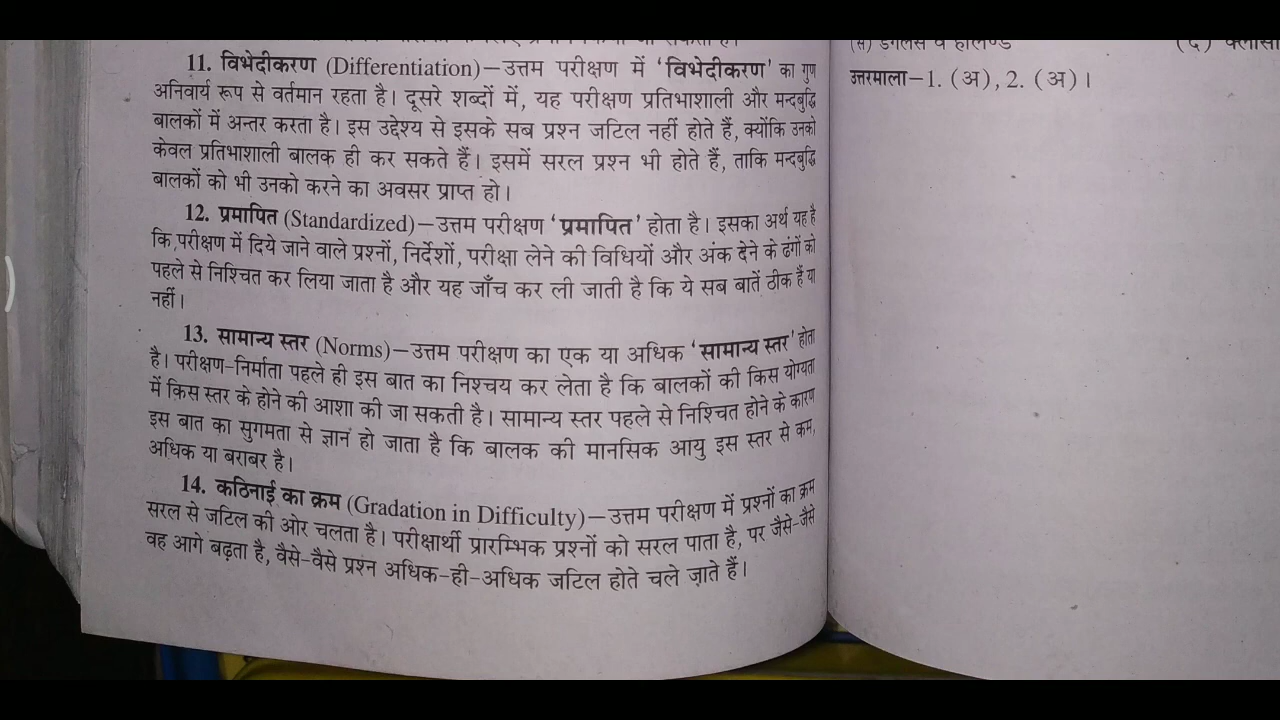 11. विभेदीकरण (Differentiation)—उत्तम परीक्षण में 'विभेदीकरण' का गुण
अनिवार्य रूप से वर्तमान रहता है। दूसरे शब्दों में, यह परीक्षण प्रतिभाशाली और मन्दबुद्धि
बालकों में अन्तर करता है। इस उद्देश्य से इसके सब प्रश्न जटिल नहीं होते हैं, क्योंकि उनको
केवल प्रतिभाशाली बालक ही कर सकते हैं। इसमें सरल प्रश्न भी होते हैं, ताकि मन्दबुद्धि
बालकों को भी उनको करने का अवसर प्राप्त हो।
12. प्रमापित (Standardized)—उत्तम परीक्षण 'प्रमापित' होता है। इसका अर्थ यह है
कि परीक्षण में दिये जाने वाले प्रश्नों, निर्देशों, परीक्षा लेने की विधियों और अंक देने के ढंगों को
पहले से निश्चित कर लिया जाता है और यह जाँच कर ली जाती है कि ये सब बातें ठीक हैं या
नहीं।
13. सामान्य स्तर (Norms)—उत्तम परीक्षण का एक या अधिक 'सामान्य स्तर' होता
है। परीक्षण-निर्माता पहले ही इस बात का निश्चय कर लेता है कि बालकों की किस योग्यता
में किस स्तर के होने की आशा की जा सकती है। सामान्य स्तर पहले से निश्चित होने के कारण
इस बात का सुगमता से ज्ञान हो जाता है कि बालक की मानसिक आयु इस स्तर से कम,
अधिक या बराबर है।
14. कठिनाई का क्रम (Gradation in Difficulty)—उत्तम परीक्षण में प्रश्नों का क्रम
सरल से जटिल की ओर चलता है। परीक्षार्थी प्रारम्भिक प्रश्नों को सरल पाता है, पर जैसे-जैसे
वह आगे बढ़ता है, वैसे-वैसे प्रश्न अधिक-ही-अधिक जटिल होते चले जाते हैं।
(स) डगलस व हालैण्ड (द)
उत्तरमाला—1. (अ), 2. (अ)।